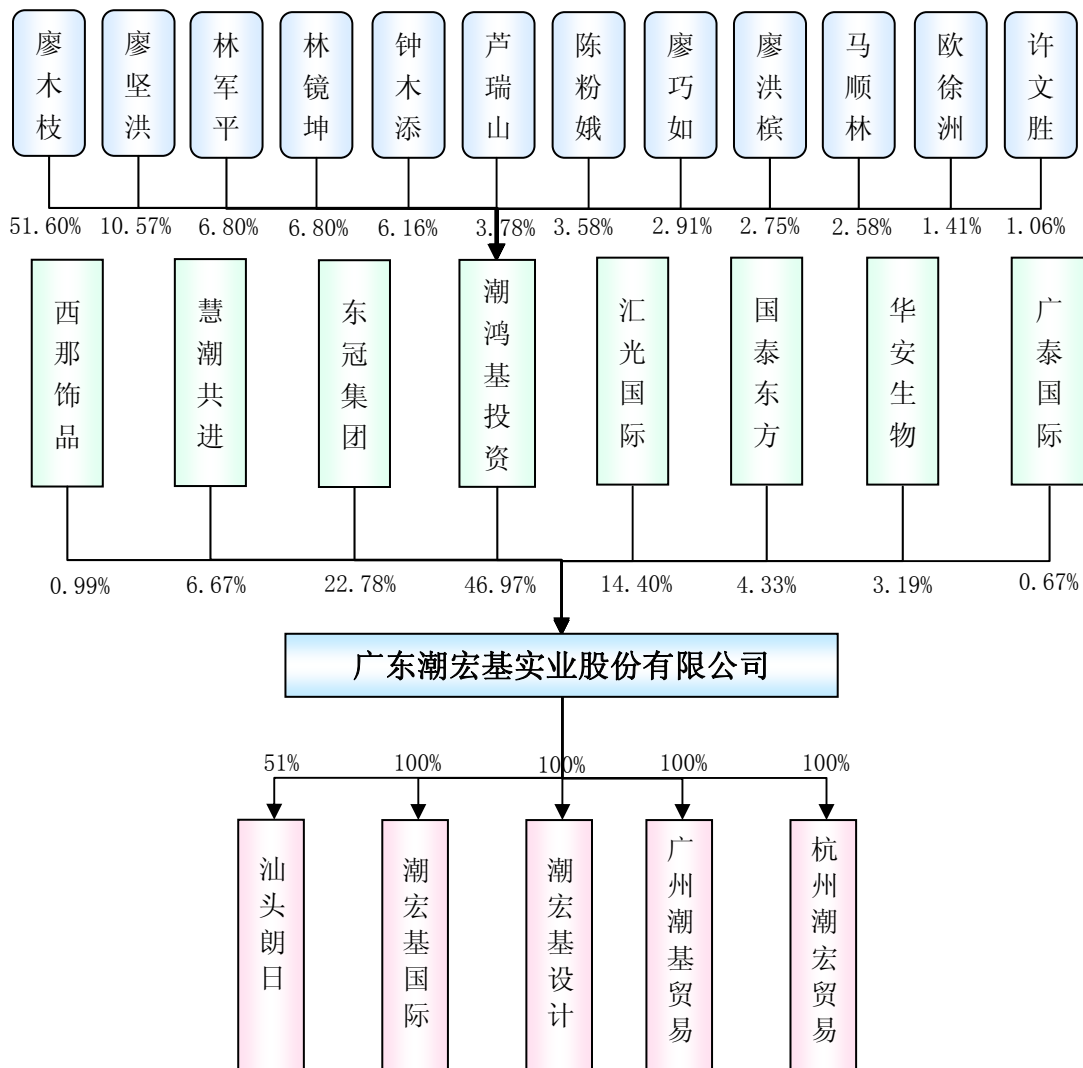 廖木枝
廖坚洪
林军平
林镜坤
钟木添
芦瑞山
陈粉娥
廖巧如
廖洪槟
马顺林
欧徐洲
许文胜
51.60% 10.57% 6.80% 6.80% 6.16% 3.78% 3.58% 2.91% 2.75% 2.58% 1.41% 1.06%
西那饰品
慧潮共进
东冠集团
潮鸿基投资
汇光国际
国泰东方
华安生物
广泰国际
0.99% 6.67% 22.78% 46.97% 14.40% 4.33% 3.19% 0.67%
广东潮宏基实业股份有限公司
51% 100% 100% 100% 100%
汕头朗日
潮宏基国际
潮宏基设计
广州潮基贸易
杭州潮宏贸易